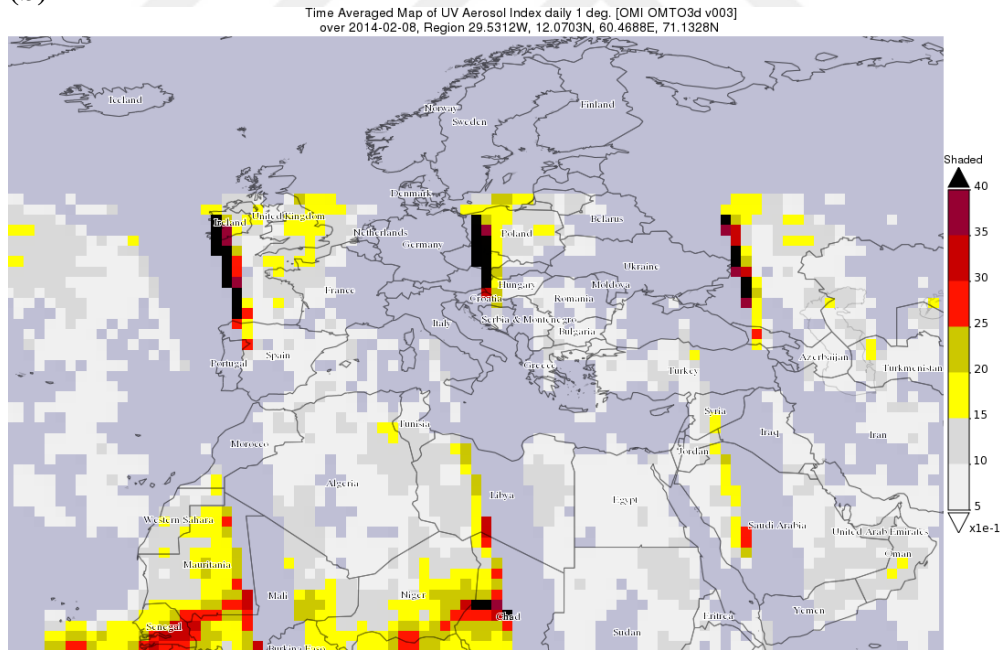 (b)
Time Averaged Map of UV Aerosol Index daily 1 deg. [OMI OMTO3d v003]
over 2014-02-08, Region 29.5312W, 12.0703N, 60.4688E, 71.1328N
Iceland
Norway
Finland
Sweden
Shaded
40
Denmark
Ireland
United Kingdom
Belarus
Netherlands
Poland
35
Germany
Ukraine
30
France
Hungary
Moldova
Croatia
Romania
25
Italy
Serbia & Montenegro
Bulgaria
Spain
Portugal
Greece
Turkey
Azerbaijan
Turkmenistan
20
Syria
15
Tunisia
Morocco
Iraq
Iran
Jordan
10
Algeria
Libya
Egypt
5
x1e-1
Western Sahara
Saudi Arabia
United Arab Emirates
Oman
Mauritania
Mali
Niger
Chad
Yemen
Eritrea
Senegal
Sudan
Burkina Faso